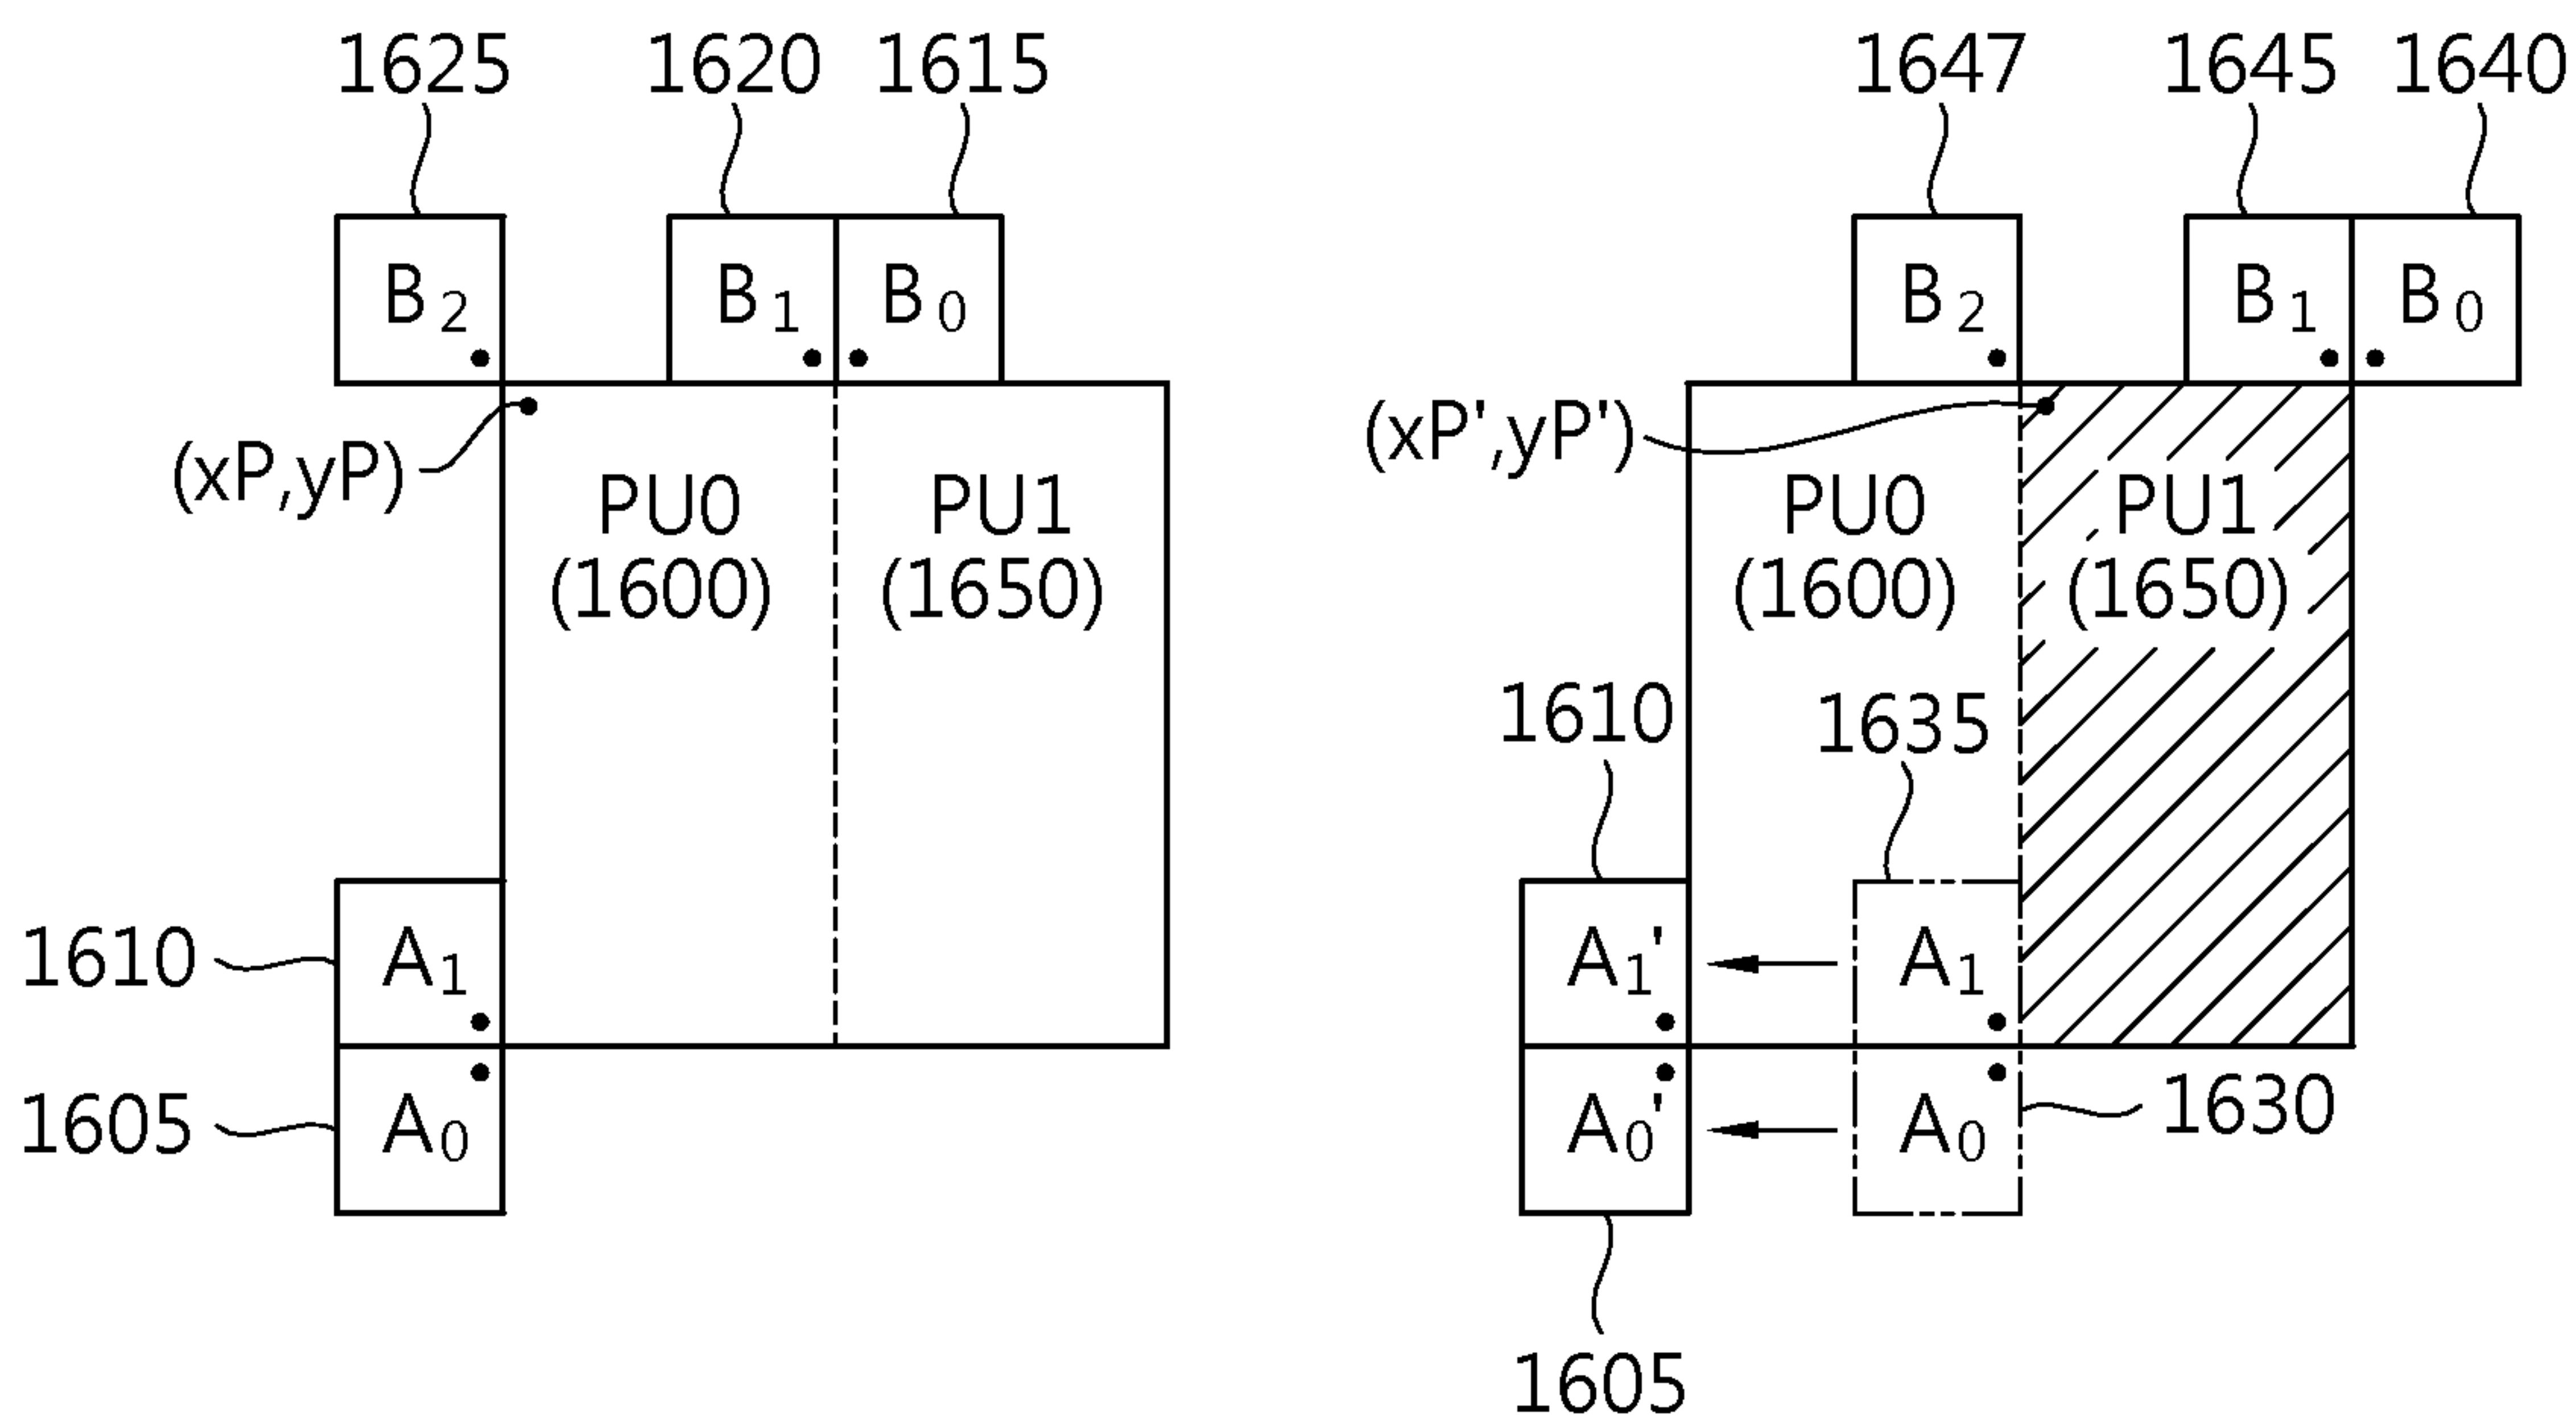 1625 1620 1615
B2 B1 B0
(xP,yP)
PU0 PU1
(1600) (1650)
1610 A1
1605 A0
1647 1645 1640
B2 B1 B0
(xP',yP')
PU0 PU1
(1600) (1650)
1610 1635
A1' A1
A0' A0 1630
1605